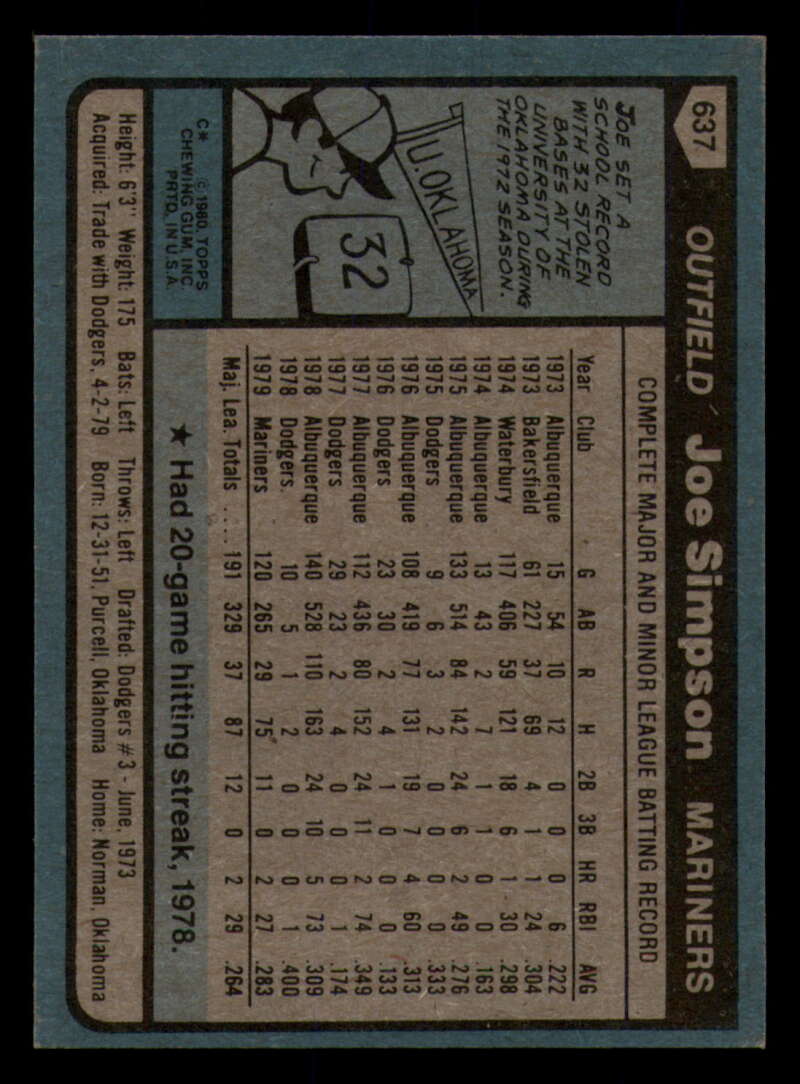 637 OUTFIELD Joe Simpson MARINERS
JOE SET A
SCHOOL RECORD
WITH 32 STOLEN
BASES AT THE
UNIVERSITY OF
OKLAHOMA DURING
THE 1972 SEASON.
U. OKLAHOMA
32
C* © 1980 TOPPS
CHEWING GUM, INC.
PRTD. IN U.S.A.
COMPLETE MAJOR AND MINOR LEAGUE BATTING RECORD
Year Club G AB R H 2B 3B HR RBI AVG
1973 Albuquerque 15 54 10 12 0 0 0 6 .222
1973 Bakersfield 61 227 37 69 4 1 1 24 .304
1974 Waterbury 117 406 59 121 18 6 1 30 .298
1974 Albuquerque 13 43 2 7 1 1 0 0 .163
1975 Albuquerque 133 514 84 142 24 6 2 49 .276
1975 Dodgers 9 6 3 2 0 0 0 0 .333
1976 Albuquerque 108 419 77 131 19 7 4 60 .313
1976 Dodgers 23 30 2 4 1 0 0 0 .133
1977 Albuquerque 112 436 80 152 24 11 2 74 .349
1977 Dodgers 29 23 2 4 0 0 0 1 .174
1978 Albuquerque 140 528 110 163 24 10 5 73 .309
1978 Dodgers 10 5 1 2 0 0 0 1 .400
1979 Mariners 120 265 29 75 11 0 2 27 .283
Maj. Lea. Totals .... 191 329 37 87 12 0 2 29 .264
★ Had 20-game hitting streak, 1978.
Height: 6'3" Weight: 175 Bats: Left Throws: Left Drafted: Dodgers #3 - June, 1973
Acquired: Trade with Dodgers, 4-2-79 Born: 12-31-51, Purcell, Oklahoma Home: Norman, Oklahoma